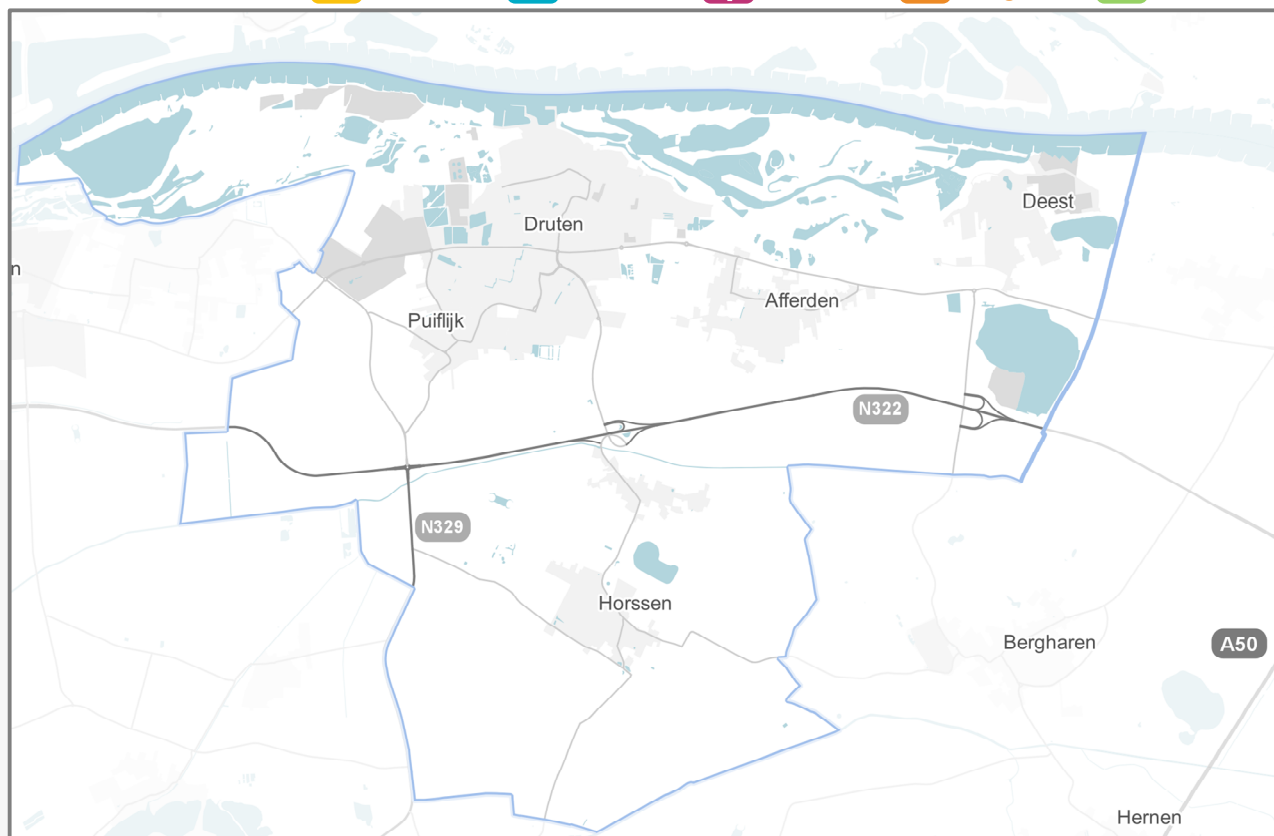 Deest
Druten
n
Afferden
Puiflijk
N322
N329
Horssen
Bergharen
A50
Hernen